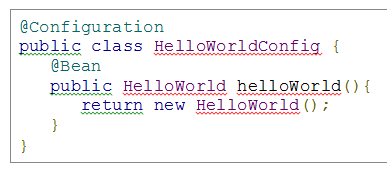 @Configuration
public class HelloWorldConfig {
@Bean
public HelloWorld helloWorld(){
return new HelloWorld();
}
}